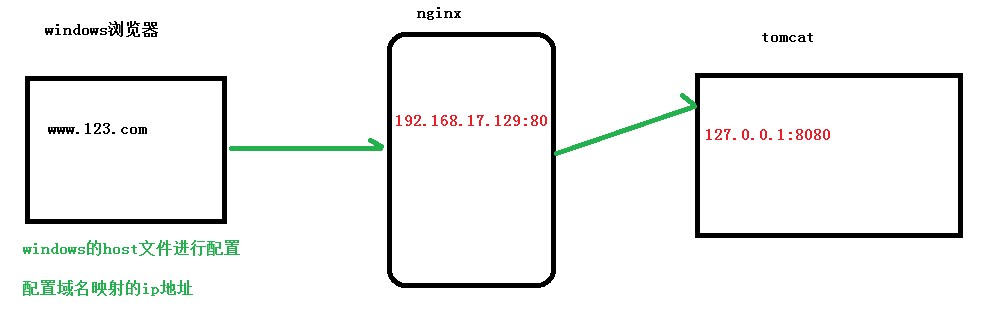 windows浏览器
www.123.com
windows的host文件进行配置
配置域名映射的ip地址
nginx
192.168.17.129:80
tomcat
127.0.0.1:8080